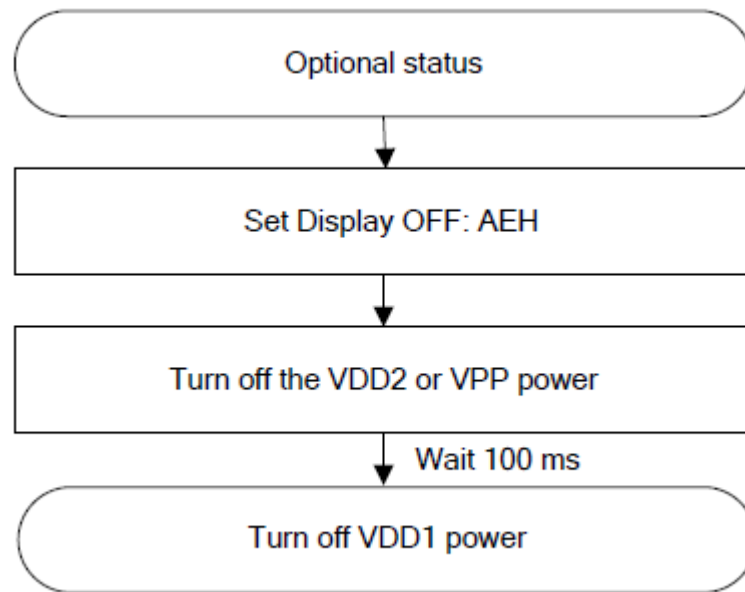 Optional status
Set Display OFF: AEH
Turn off the VDD2 or VPP power
Wait 100 ms
Turn off VDD1 power